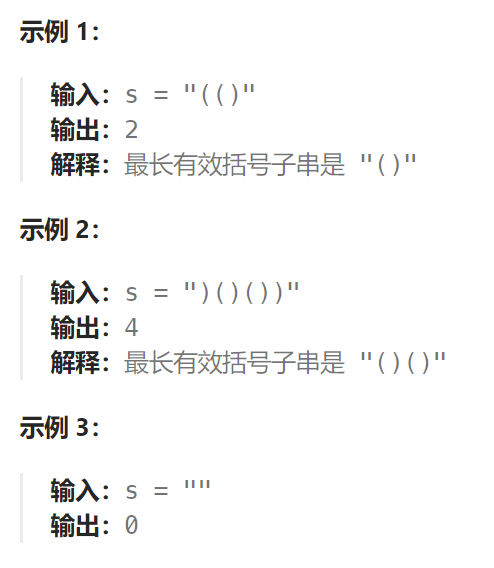 示例 1：
输入：s = "(()"
输出：2
解释：最长有效括号子串是 "()"
示例 2：
输入：s = ")()())"
输出：4
解释：最长有效括号子串是 "()()"
示例 3：
输入：s = ""
输出：0